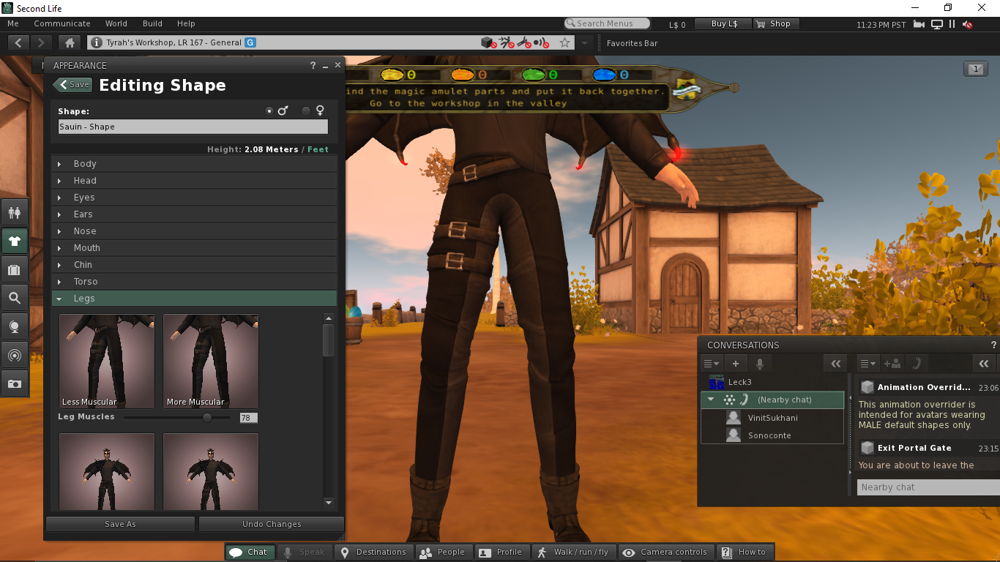 Second Life
Me Communicate World Build Help
Search Menus
L$ 0
Buy L$
Shop
11:23 PM PST
Tyrah's Workshop, LR 167 - General G
Favorites Bar
APPEARANCE
?
Save
Editing Shape
Shape:
Sauin - Shape
Height: 2.08 Meters / Feet
Body
Head
Eyes
Ears
Nose
Mouth
Chin
Torso
Legs
Less Muscular
More Muscular
Leg Muscles
78
Save As
Undo Changes
0 0 0 0
ind the magic amulet parts and put it back together.
Go to the workshop in the valley
1
CONVERSATIONS
?
Leck3
(Nearby chat)
VinitSukhani
Sonoconte
Animation Overrid... 23:06
This animation overrider is
intended for avatars wearing
MALE default shapes only.
Exit Portal Gate 23:15
You are about to leave the
Nearby chat
Chat
Speak
Destinations
People
Profile
Walk / run / fly
Camera controls
How to